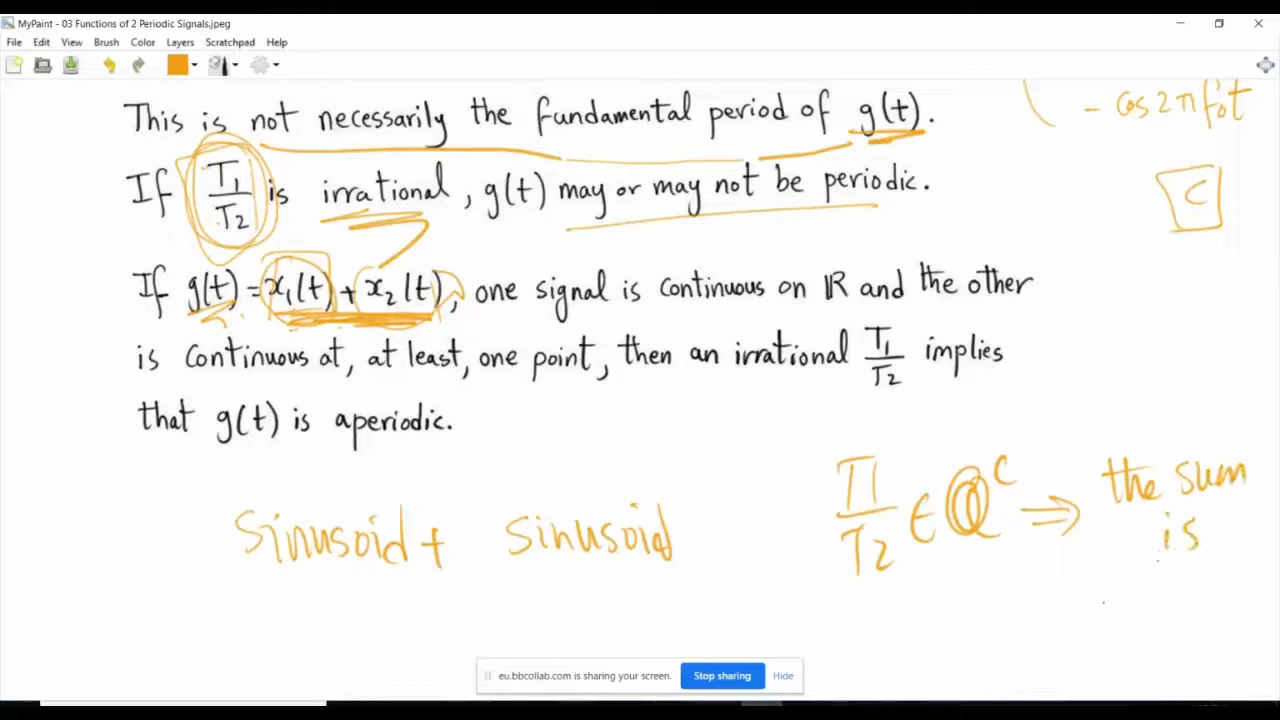 MyPaint - 03 Functions of 2 Periodic Signals.jpeg
File Edit View Brush Color Layers Scratchpad Help
- cos2πf₀t
This is not necessarily the fundamental period of g(t).
If T₁/T₂ is irrational, g(t) may or may not be periodic.
C
If g(t) = x₁(t) + x₂(t), one signal is continuous on ℝ and the other
is continuous at, at least, one point, then an irrational T₁/T₂ implies
that g(t) is aperiodic.
sinusoid + sinusoid
T1/T2 ∈ ℚᶜ ⇒ the sum
is
eu.bbcollab.com is sharing your screen. Stop sharing Hide